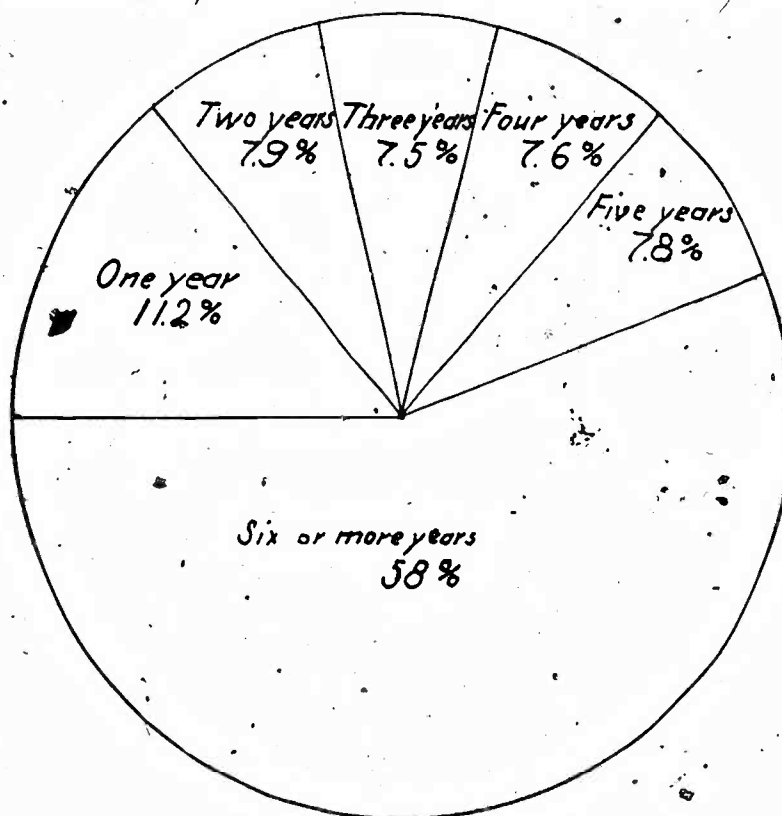 Two years
7.9%
Three years
7.5%
Four years
7.6%
Five years
7.8%
One year
11.2%
Six or more years
58%